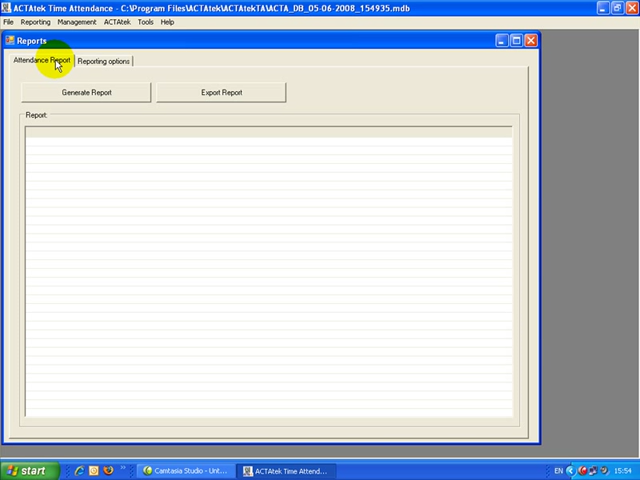 ACTAtek Time Attendance - C:\Program Files\ACTAtek\ACTAtekTA\ACTA_DB_05-06-2008_154935.mdb
File Reporting Management ACTAtek Tools Help
Reports
Attendance Report Reporting options
Generate Report Export Report
Report
start Camtasia Studio - Unt... ACTAtek Time Attend... EN 15:54